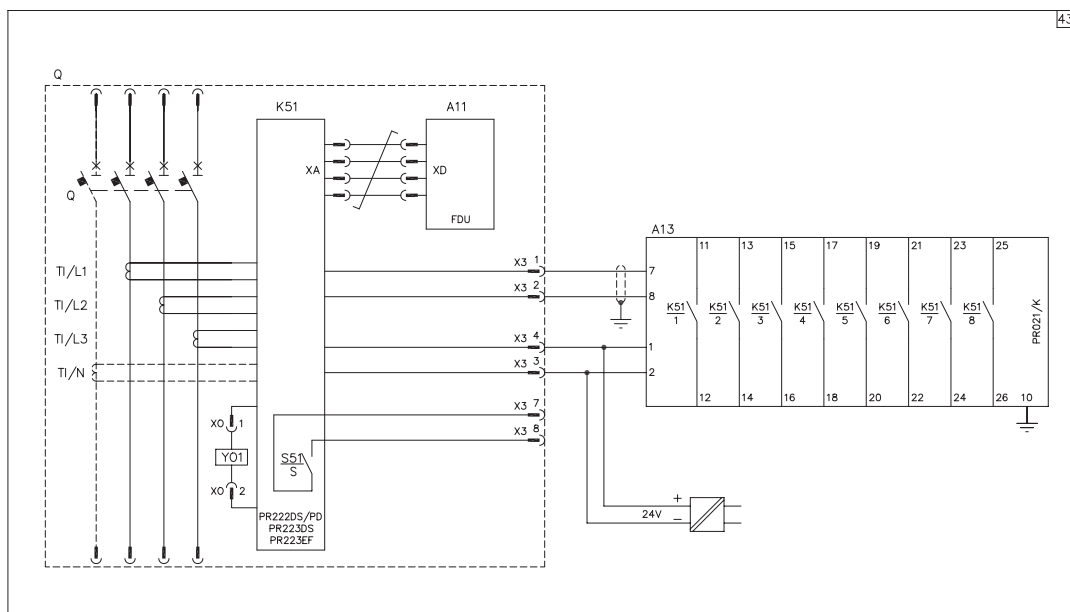 43
Q
K51
A11
XA
XD
FDU
Q
A13
11 13 15 17 19 21 23 25
TI/L1
X3 1
7
TI/L2
X3 2
8
K51 K51 K51 K51 K51 K51 K51 K51
1 2 3 4 5 6 7 8
PR021/K
TI/L3
X3 4
1
TI/N
X3 3
2
12 14 16 18 20 22 24 26 10
X3 7
X0 1
X3 8
Y01
S51
S
X0 2
+
24V
−
PR222DS/PD
PR223DS
PR223EF